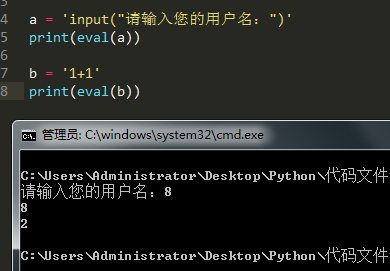 3
4 a = 'input("请输入您的用户名：")'
5 print(eval(a))
6
7 b = '1+1'
8 print(eval(b))
管理员: C:\windows\system32\cmd.exe
C:\Users\Administrator\Desktop\Python\代码文件
请输入您的用户名：8
8
2
C:\Users\Administrator\Desktop\Python\代码文件